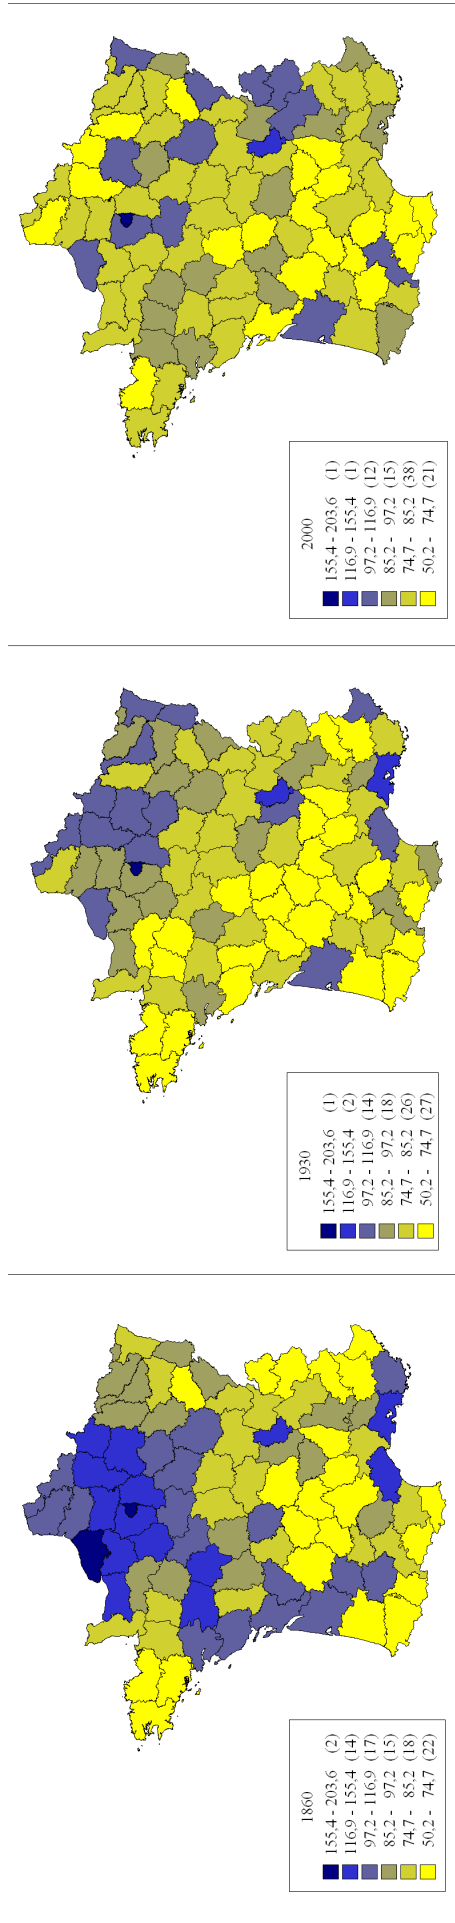 1860
155,4 - 203,6 (2)
116,9 - 155,4 (14)
97,2 - 116,9 (17)
85,2 - 97,2 (15)
74,7 - 85,2 (18)
50,2 - 74,7 (22)
1930
155,4 - 203,6 (1)
116,9 - 155,4 (2)
97,2 - 116,9 (14)
85,2 - 97,2 (18)
74,7 - 85,2 (26)
50,2 - 74,7 (27)
2000
155,4 - 203,6 (1)
116,9 - 155,4 (1)
97,2 - 116,9 (12)
85,2 - 97,2 (15)
74,7 - 85,2 (38)
50,2 - 74,7 (21)